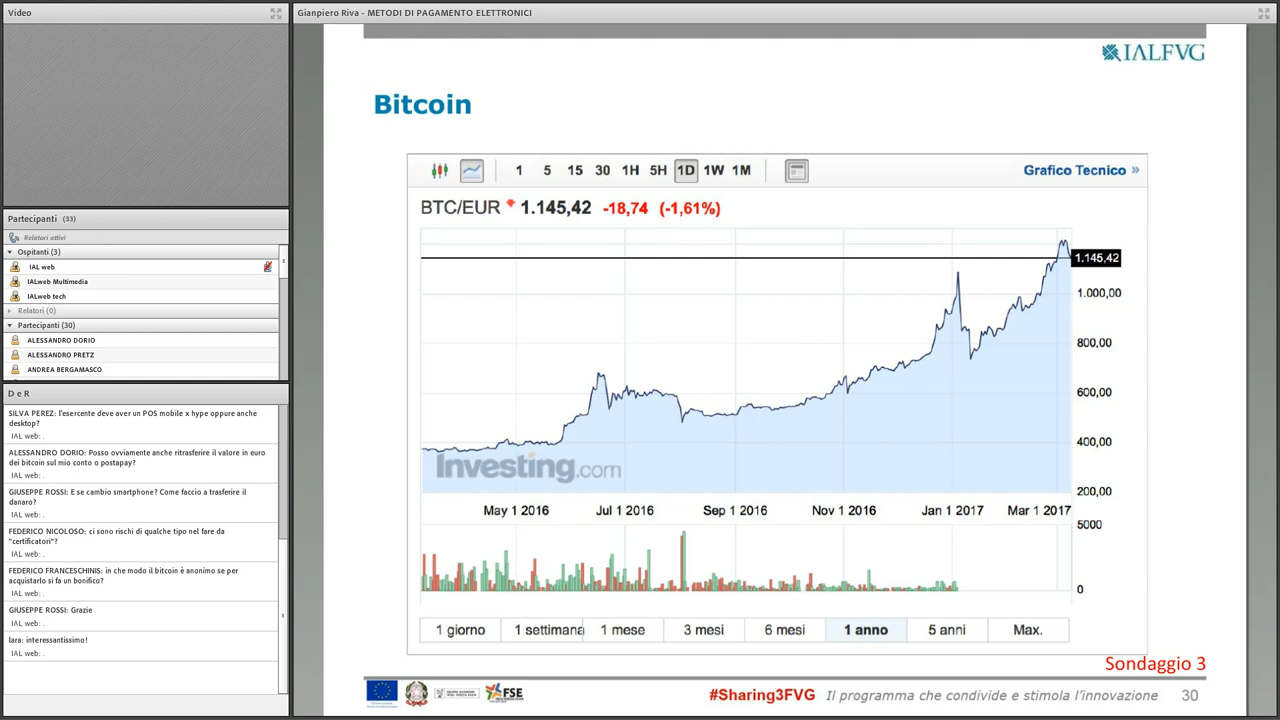 Video
Gianpiero Riva - METODI DI PAGAMENTO ELETTRONICI
Partecipanti (33)
Relatori attivi
Ospitanti (3)
IAL web
IALweb Multimedia
IALweb tech
Relatori (0)
Partecipanti (30)
ALESSANDRO DORIO
ALESSANDRO PRETZ
ANDREA BERGAMASCO
D e R
SILVA PEREZ: l'esercente deve aver un POS mobile x hype oppure anche
desktop?
IAL web: .
ALESSANDRO DORIO: Posso ovviamente anche ritrasferire il valore in euro
dei bitcoin sul mio conto o postapay?
IAL web: .
GIUSEPPE ROSSI: E se cambio smartphone? Come faccio a trasferire il
danaro?
IAL web: .
FEDERICO NICOLOSO: ci sono rischi di qualche tipo nel fare da
"certificatori"?
IAL web: .
FEDERICO FRANCESCHINIS: in che modo il bitcoin è anonimo se per
acquistarlo si fa un bonifico?
IAL web: .
GIUSEPPE ROSSI: Grazie
IAL web: .
lara: interessantissimo!
IAL web: .
IALFVG
Bitcoin
1 5 15 30 1H 5H 1D 1W 1M
Grafico Tecnico »
BTC/EUR 1.145,42 -18,74 (-1,61%)
1.145,42
1.000,00
800,00
600,00
400,00
200,00
Investing.com
May 1 2016 Jul 1 2016 Sep 1 2016 Nov 1 2016 Jan 1 2017 Mar 1 2017
5000
0
1 giorno 1 settimana 1 mese 3 mesi 6 mesi 1 anno 5 anni Max.
Sondaggio 3
FSE
#Sharing3FVG Il programma che condivide e stimola l'innovazione 30